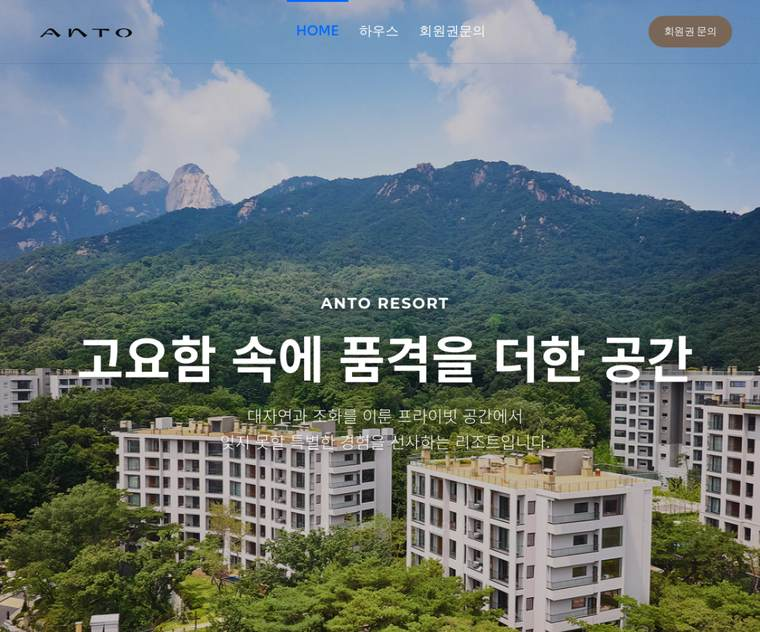 ANTO
HOME
하우스
회원권문의
회원권 문의
ANTO RESORT
고요함 속에 품격을 더한 공간
대자연과 조화를 이룬 프라이빗 공간에서
잊지 못할 특별한 경험을 선사하는 리조트입니다.